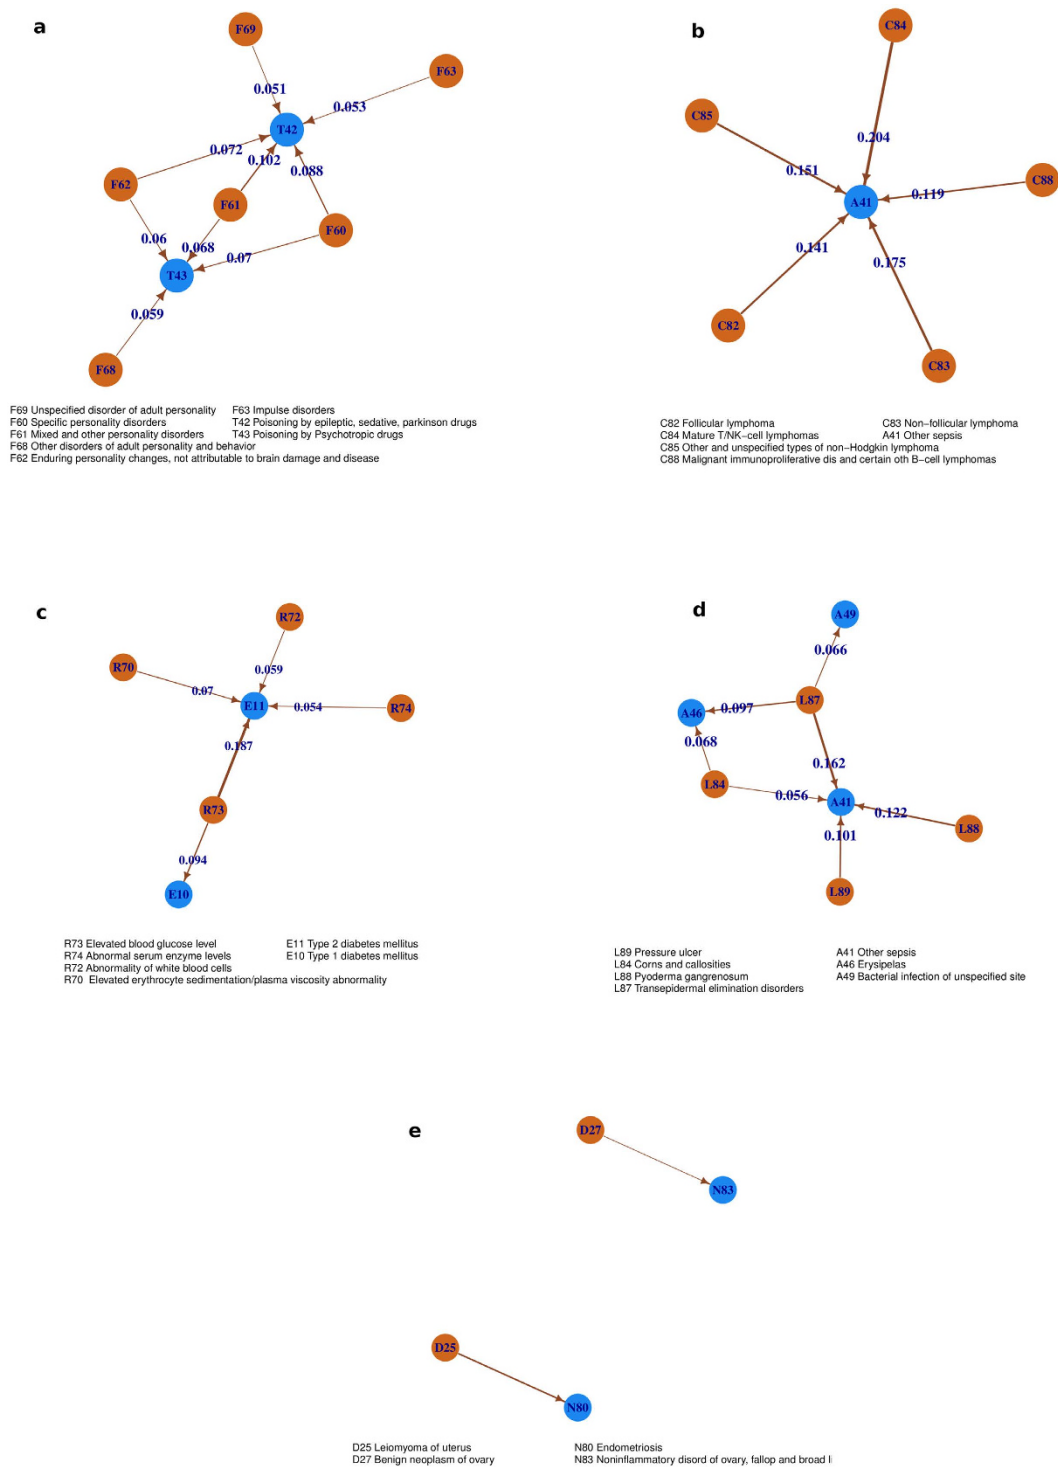 a
F69
F63
0.051
0.053
T42
0.072
0.102
0.088
F62
F61
F60
0.06
0.068
0.07
T43
0.059
F68
F69 Unspecified disorder of adult personality F63 Impulse disorders
F60 Specific personality disorders T42 Poisoning by epileptic, sedative, parkinson drugs
F61 Mixed and other personality disorders T43 Poisoning by Psychotropic drugs
F68 Other disorders of adult personality and behavior
F62 Enduring personality changes, not attributable to brain damage and disease
b
C84
C85
0.204
0.151
C88
0.119
A41
0.141
0.175
C82
C83
C82 Follicular lymphoma C83 Non-follicular lymphoma
C84 Mature T/NK-cell lymphomas A41 Other sepsis
C85 Other and unspecified types of non-Hodgkin lymphoma
C88 Malignant immunoproliferative dis and certain oth B-cell lymphomas
c
R72
R70
0.059
0.07
E11
0.054
R74
0.187
R73
0.094
E10
R73 Elevated blood glucose level E11 Type 2 diabetes mellitus
R74 Abnormal serum enzyme levels E10 Type 1 diabetes mellitus
R72 Abnormality of white blood cells
R70 Elevated erythrocyte sedimentation/plasma viscosity abnormality
d
A49
0.066
L87
A46
0.097
0.068
0.162
L84
0.056
A41
0.122
L88
0.101
L89
L89 Pressure ulcer A41 Other sepsis
L84 Corns and callosities A46 Erysipelas
L88 Pyoderma gangrenosum A49 Bacterial infection of unspecified site
L87 Transepidermal elimination disorders
e
D27
N83
D25
N80
D25 Leiomyoma of uterus N80 Endometriosis
D27 Benign neoplasm of ovary N83 Noninflammatory disord of ovary, fallop and broad l